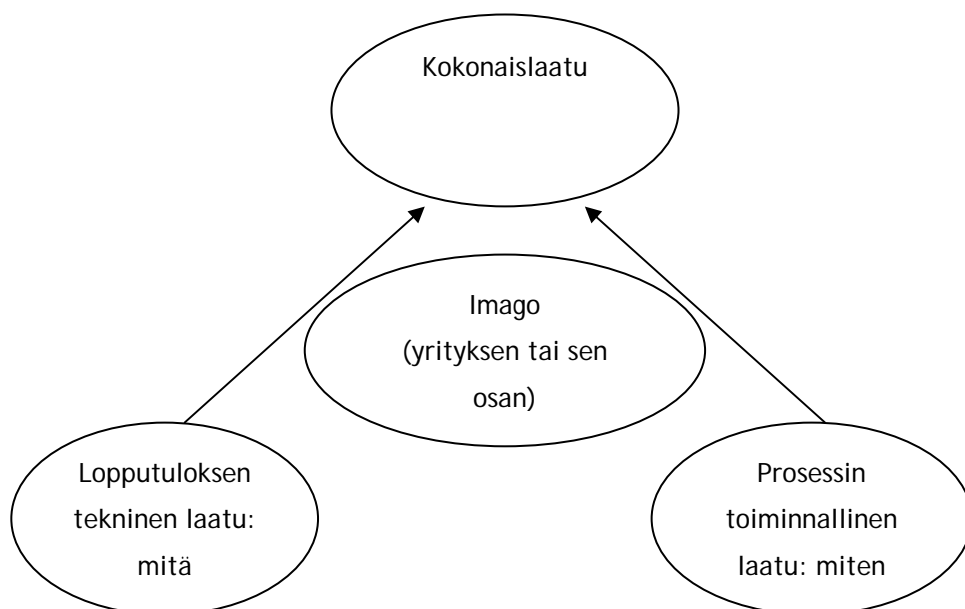 Kokonaislaatu
Imago
(yrityksen tai sen
osan)
Lopputuloksen
tekninen laatu:
mitä
Prosessin
toiminnallinen
laatu: miten